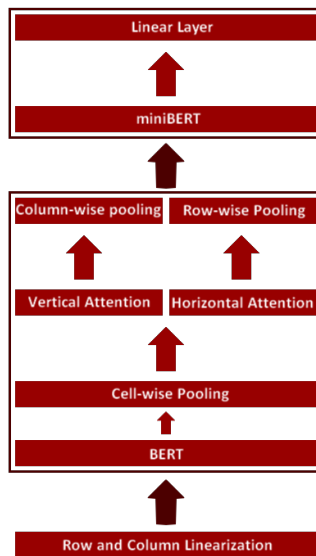 Linear Layer
miniBERT
Column-wise pooling
Row-wise Pooling
Vertical Attention
Horizontal Attention
Cell-wise Pooling
BERT
Row and Column Linearization